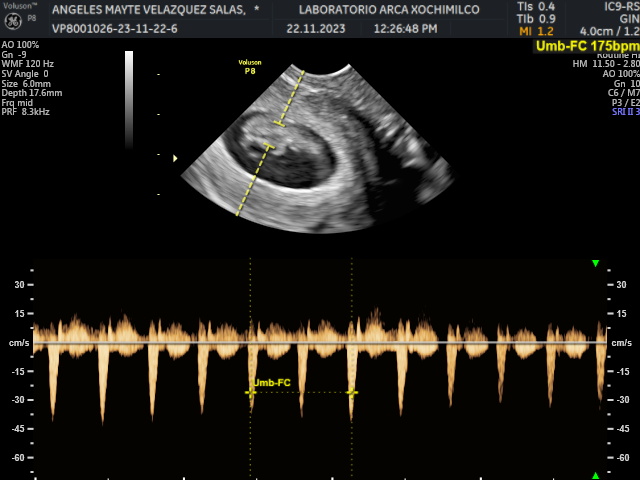 Voluson™
P8
ANGELES MAYTE VELAZQUEZ SALAS, * LABORATORIO ARCA XOCHIMILCO
VP8001026-23-11-22-6 22.11.2023 12:26:48 PM
TIs 0.4 IC9-RS
TIb 0.9 GIN
MI 1.2 4.0cm / 1.2
Umb-FC 175bpm
AO 100%
Gn -9
WMF 120 Hz
SV Angle 0
Size 6.0mm
Depth 17.6mm
Frq mid
PRF 8.3kHz
Voluson
P8
HM 11.50 - 2.80
AO 100%
Gn 10
C6 / M7
P3 / E2
SRI II 3
30 30
15 15
cm/s cm/s
-15 -15
-30 Umb-FC -30
-45 -45
-60 -60